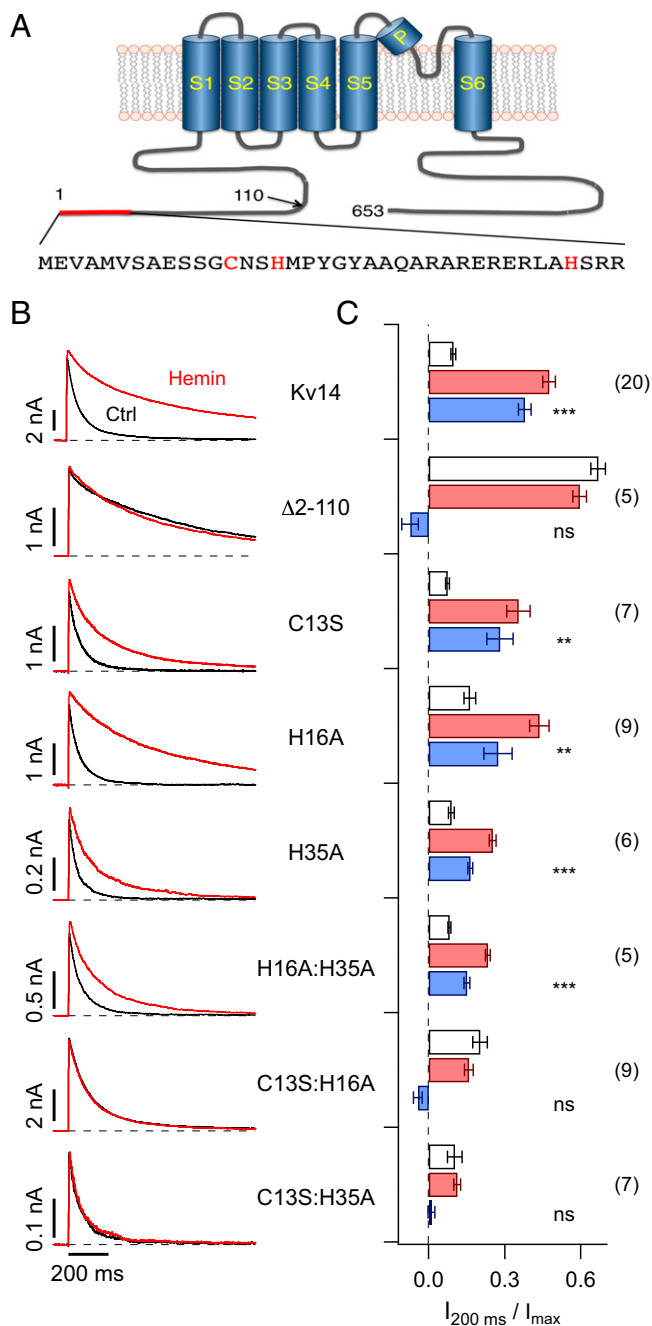 A
S1 S2 S3 S4 S5 P S6
1 110 653
MEVAMVSAESSGCNSHMPYGYAAQARARERERLAHSRR
B C
2 nA Hemin Ctrl Kv14 (20) ***
1 nA Δ2-110 (5) ns
1 nA C13S (7) **
1 nA H16A (9) **
0.2 nA H35A (6) ***
0.5 nA H16A:H35A (5) ***
2 nA C13S:H16A (9) ns
0.1 nA C13S:H35A (7) ns
200 ms
0.0 0.3 0.6
I200 ms / Imax